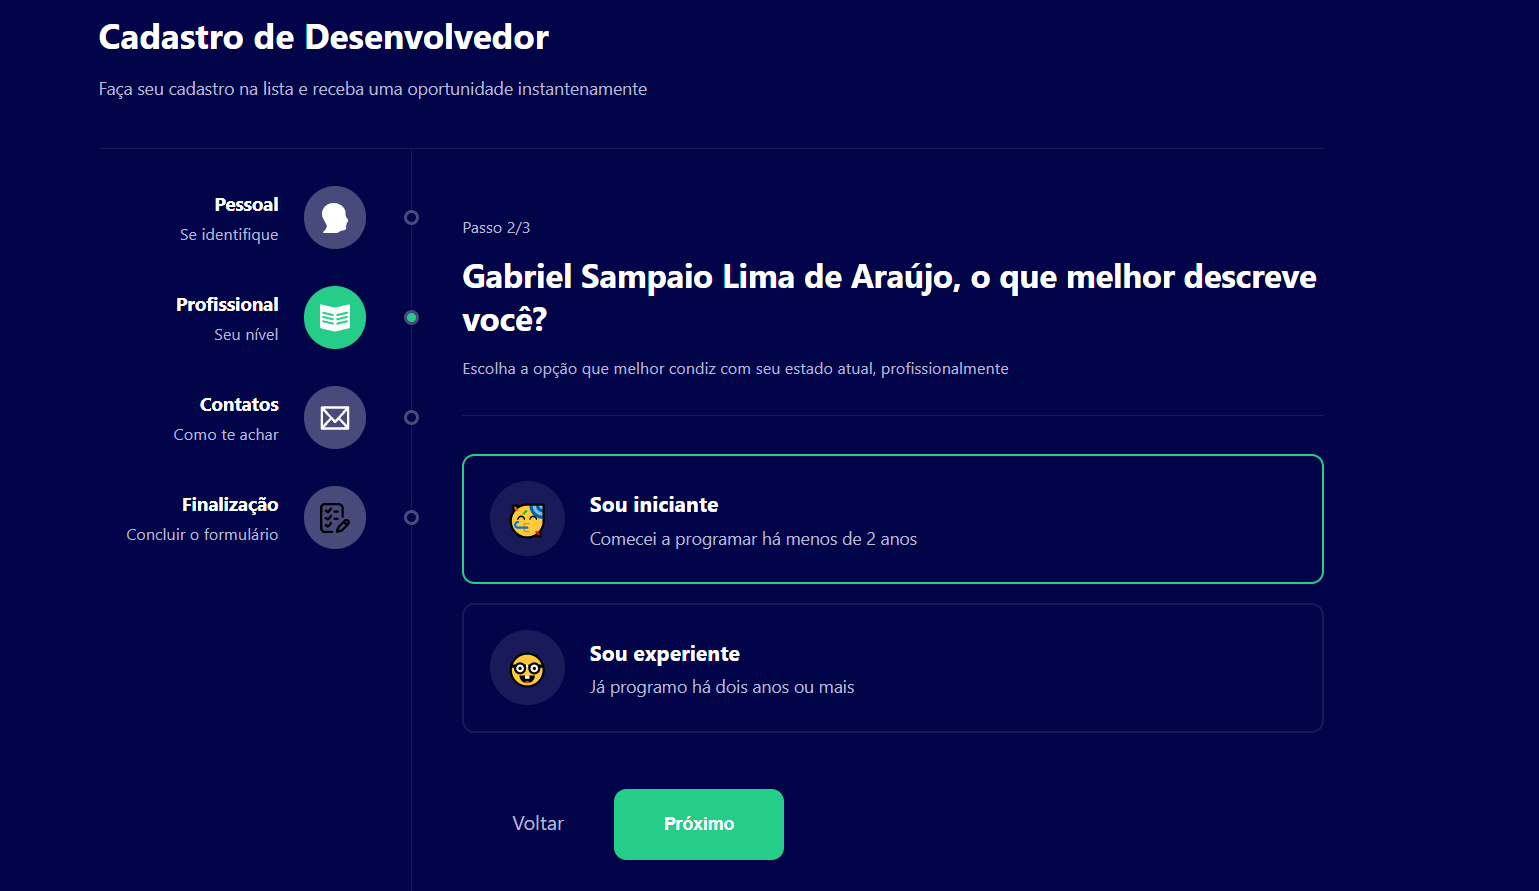 Cadastro de Desenvolvedor
Faça seu cadastro na lista e receba uma oportunidade instantenamente
Pessoal
Se identifique
Profissional
Seu nível
Contatos
Como te achar
Finalização
Concluir o formulário
Passo 2/3
Gabriel Sampaio Lima de Araújo, o que melhor descreve
você?
Escolha a opção que melhor condiz com seu estado atual, profissionalmente
Sou iniciante
Comecei a programar há menos de 2 anos
Sou experiente
Já programo há dois anos ou mais
Voltar
Próximo